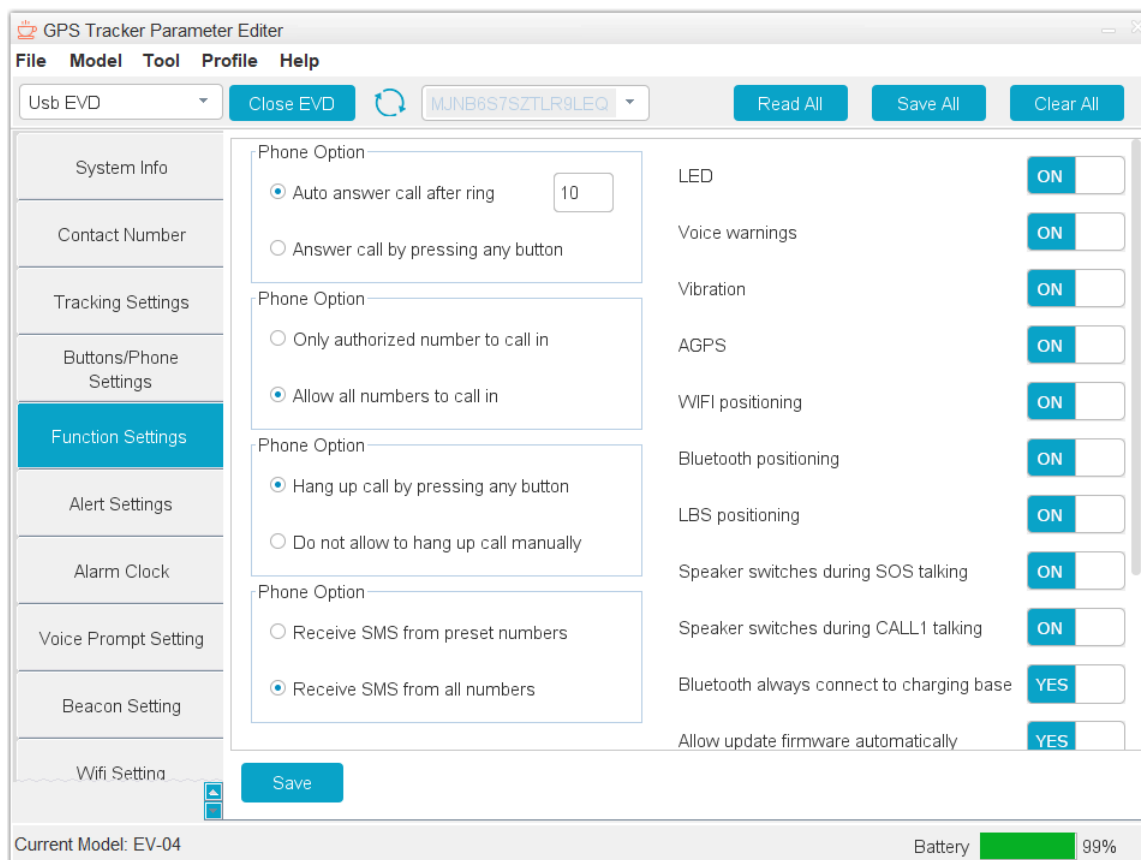 GPS Tracker Parameter Editer
File Model Tool Profile Help
Usb EVD
Close EVD
MJNB6S7SZTLR9LEQ
Read All
Save All
Clear All
System Info
Contact Number
Tracking Settings
Buttons/Phone
Settings
Function Settings
Alert Settings
Alarm Clock
Voice Prompt Setting
Beacon Setting
Wifi Setting
Phone Option
Auto answer call after ring 10
Answer call by pressing any button
Phone Option
Only authorized number to call in
Allow all numbers to call in
Phone Option
Hang up call by pressing any button
Do not allow to hang up call manually
Phone Option
Receive SMS from preset numbers
Receive SMS from all numbers
LED ON
Voice warnings ON
Vibration ON
AGPS ON
WIFI positioning ON
Bluetooth positioning ON
LBS positioning ON
Speaker switches during SOS talking ON
Speaker switches during CALL1 talking ON
Bluetooth always connect to charging base YES
Allow update firmware automatically YES
Save
Current Model: EV-04
Battery 99%